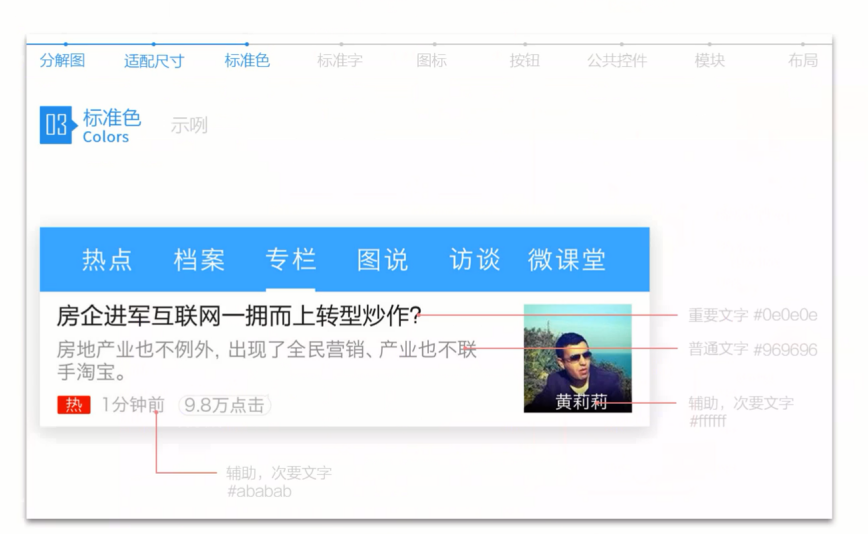 分解图 适配尺寸 标准色 标准字 图标 按钮 公共控件 模块 布局
03 标准色 示例
Colors
热点 档案 专栏 图说 访谈 微课堂
房企进军互联网一拥而上转型炒作?
重要文字 #0e0e0e
房地产业也不例外, 出现了全民营销、产业也不联
手淘宝。
普通文字 #969696
热 1分钟前 9.8万点击
黄莉莉
辅助，次要文字
#ffffff
辅助，次要文字
#ababab